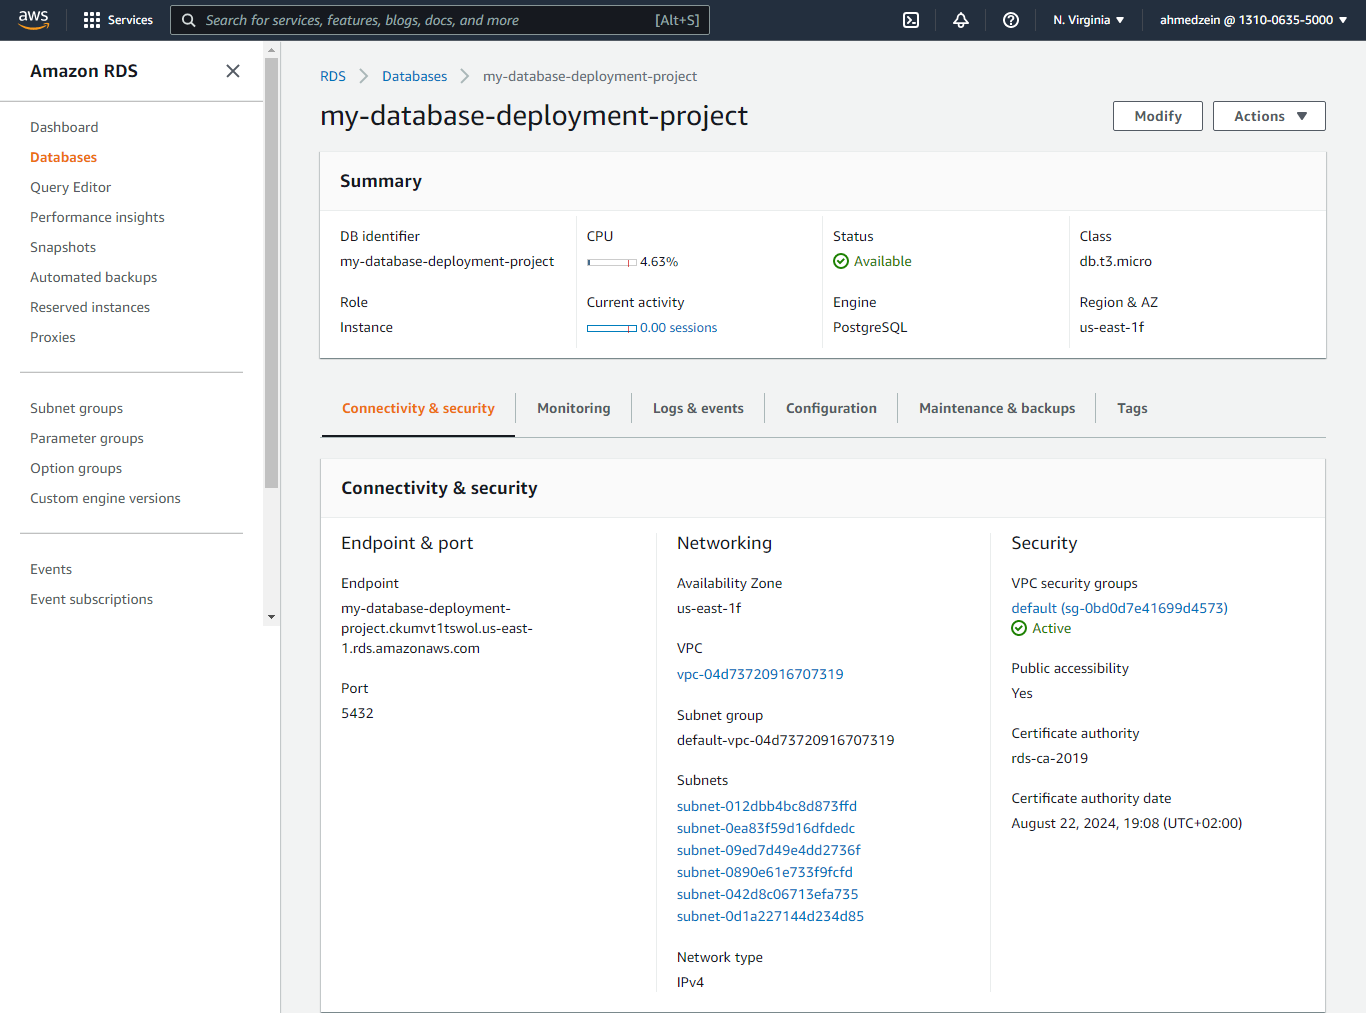 aws
Services
Search for services, features, blogs, docs, and more
[Alt+S]
N. Virginia
ahmedzein @ 1310-0635-5000
Amazon RDS
Dashboard
Databases
Query Editor
Performance insights
Snapshots
Automated backups
Reserved instances
Proxies
Subnet groups
Parameter groups
Option groups
Custom engine versions
Events
Event subscriptions
RDS
Databases
my-database-deployment-project
my-database-deployment-project
Modify
Actions
Summary
DB identifier
my-database-deployment-project
CPU
4.63%
Status
Available
Class
db.t3.micro
Role
Instance
Current activity
0.00 sessions
Engine
PostgreSQL
Region & AZ
us-east-1f
Connectivity & security
Monitoring
Logs & events
Configuration
Maintenance & backups
Tags
Connectivity & security
Endpoint & port
Endpoint
my-database-deployment-
project.ckumvt1tswol.us-east-
1.rds.amazonaws.com
Port
5432
Networking
Availability Zone
us-east-1f
VPC
vpc-04d73720916707319
Subnet group
default-vpc-04d73720916707319
Subnets
subnet-012dbb4bc8d873ffd
subnet-0ea83f59d16dfdedc
subnet-09ed7d49e4dd2736f
subnet-0890e61e733f9fcfd
subnet-042d8c06713efa735
subnet-0d1a227144d234d85
Network type
IPv4
Security
VPC security groups
default (sg-0bd0d7e41699d4573)
Active
Public accessibility
Yes
Certificate authority
rds-ca-2019
Certificate authority date
August 22, 2024, 19:08 (UTC+02:00)